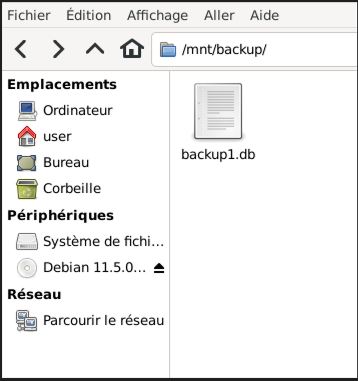 Fichier Édition Affichage Aller Aide
/mnt/backup/
Emplacements
Ordinateur
user
Bureau
Corbeille
Périphériques
Système de fichi...
Debian 11.5.0...
Réseau
Parcourir le réseau
backup1.db